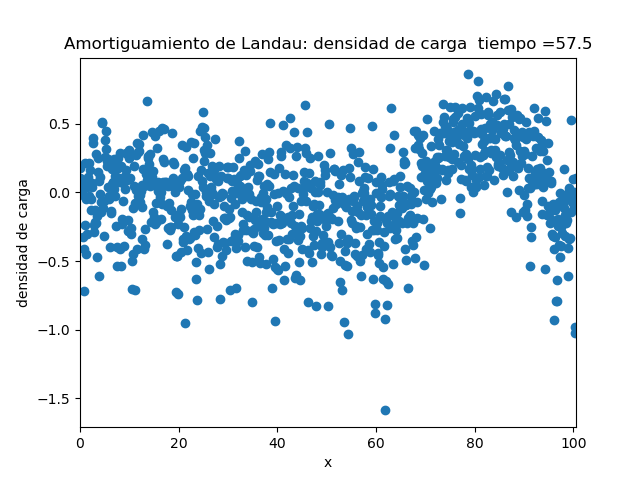 Amortiguamiento de Landau: densidad de carga  tiempo =57.5
densidad de carga
0.5
0.0
−0.5
−1.0
−1.5
0 20 40 60 80 100
x